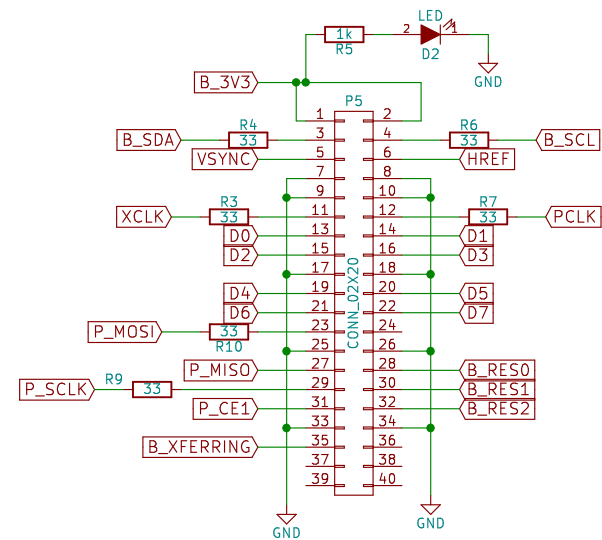 LED
1k 2 1
R5 D2
B_3V3 GND
P5
1 2
R4 R6
B_SDA 33 3 4 33 B_SCL
VSYNC 5 6 HREF
7 8
R3 9 10 R7
XCLK 33 11 12 33 PCLK
D0 13 14 D1
D2 15 16 D3
17 18
CONN_02X20
D4 19 20 D5
D6 21 22 D7
P_MOSI 33 23 24
R10 25 26
P_MISO 27 28 B_RES0
R9
P_SCLK 33 29 30 B_RES1
P_CE1 31 32 B_RES2
33 34
B_XFERRING 35 36
37 38
39 40
GND GND